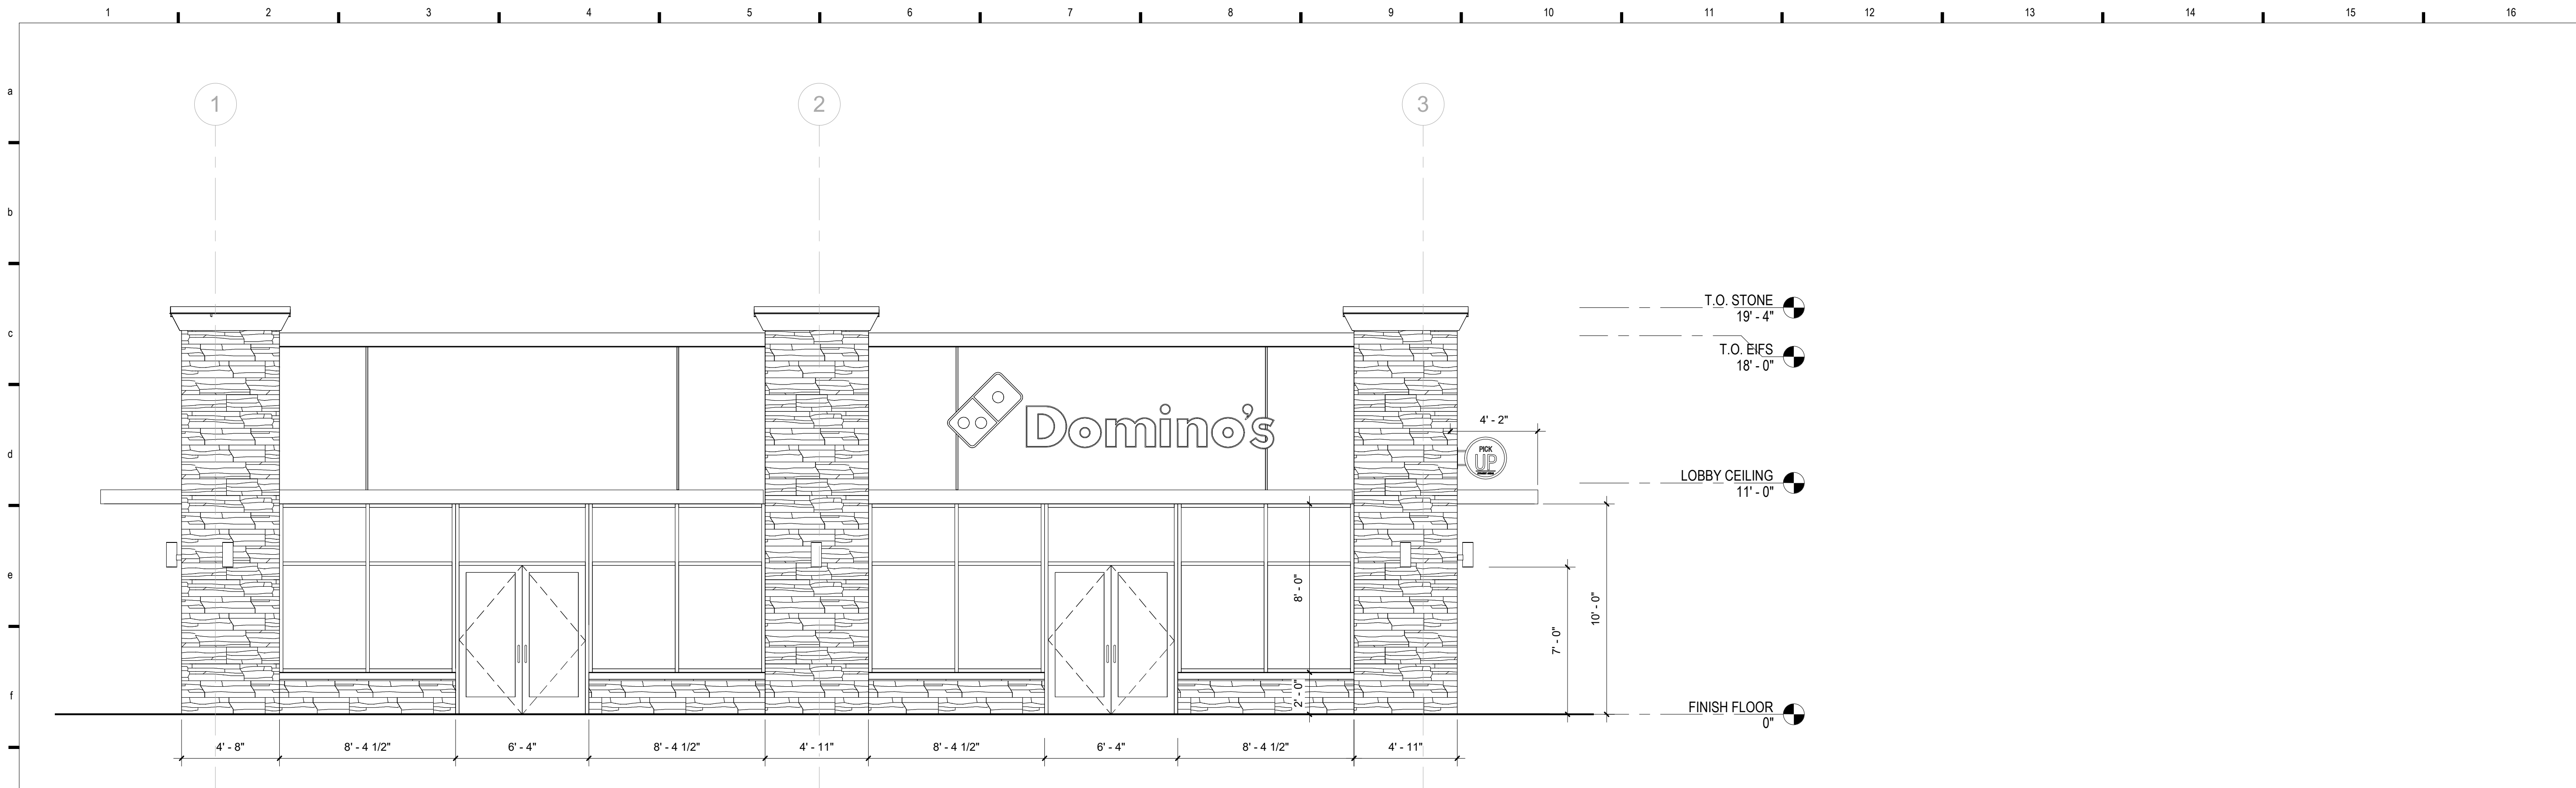 1 2 3 4 5 6 7 8 9 10 11 12 13 14 15 16
a
b
c
d
e
f
1 2 3
T.O. STONE
19' - 4"
T.O. EIFS
18' - 0"
Domino's
4' - 2"
PICK
UP
LOBBY CEILING
11' - 0"
8' - 0"
10' - 0"
7' - 0"
2' - 0"
FINISH FLOOR
0"
4' - 8" 8' - 4 1/2" 6' - 4" 8' - 4 1/2" 4' - 11" 8' - 4 1/2" 6' - 4" 8' - 4 1/2" 4' - 11"